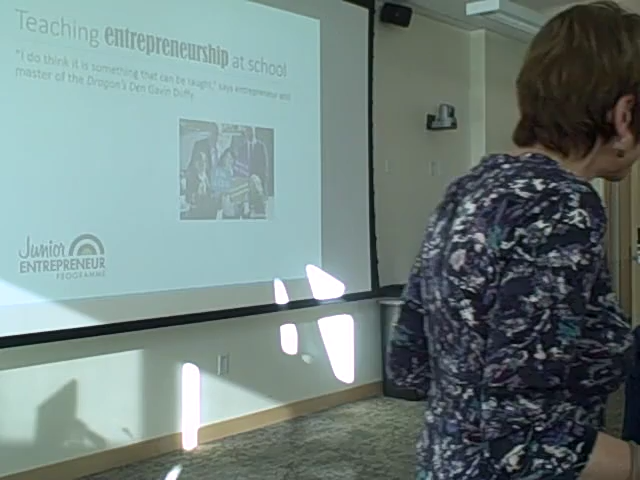 Teaching entrepreneurship at school
"I do think it is something that can be taught," says entrepreneur and
master of the Dragon's Den Gavin Duffy
Junior
ENTREPRENEUR
PROGRAMME